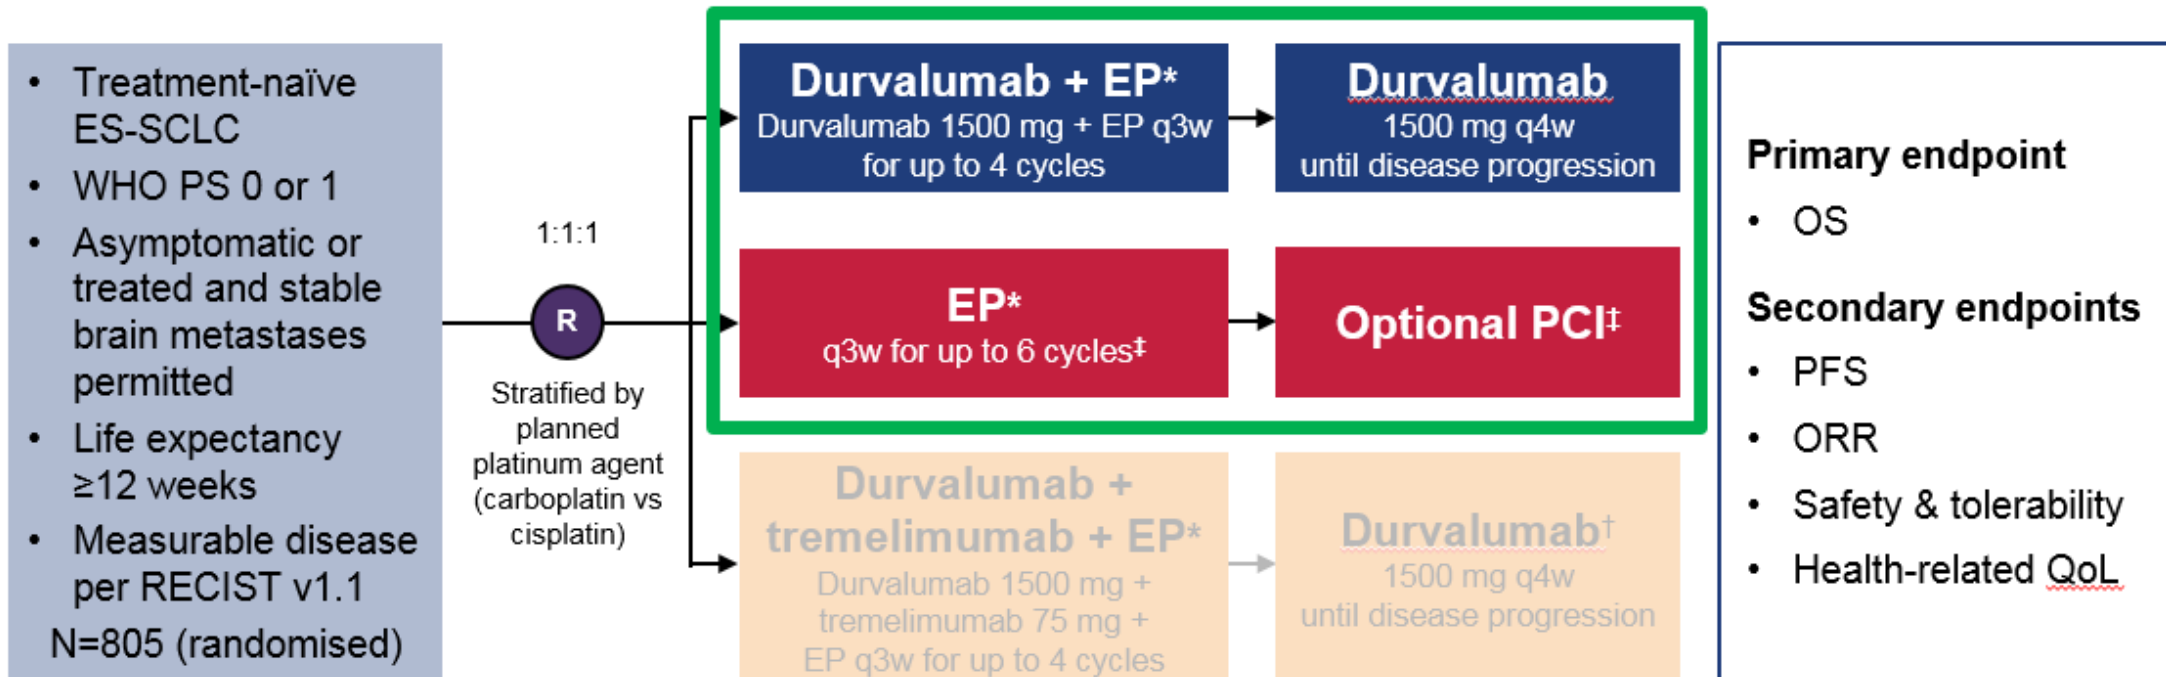 • Treatment-naïve
ES-SCLC
• WHO PS 0 or 1
• Asymptomatic or
treated and stable
brain metastases
permitted
• Life expectancy
≥12 weeks
• Measurable disease
per RECIST v1.1
N=805 (randomised)
1:1:1
R
Stratified by
planned
platinum agent
(carboplatin vs
cisplatin)
Durvalumab + EP*
Durvalumab 1500 mg + EP q3w
for up to 4 cycles
Durvalumab
1500 mg q4w
until disease progression
EP*
q3w for up to 6 cycles‡
Optional PCI‡
Durvalumab +
tremelimumab + EP*
Durvalumab 1500 mg +
tremelimumab 75 mg +
EP q3w for up to 4 cycles
Durvalumab†
1500 mg q4w
until disease progression
Primary endpoint
• OS
Secondary endpoints
• PFS
• ORR
• Safety & tolerability
• Health-related QoL